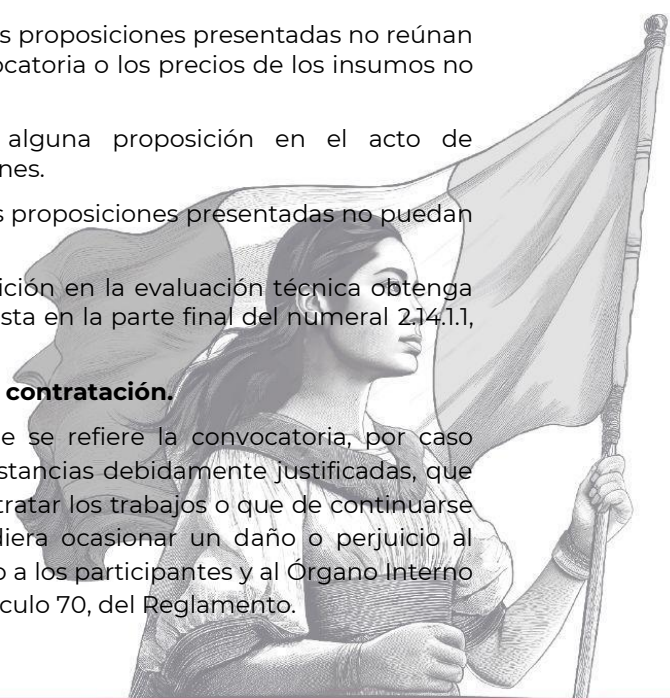 s proposiciones presentadas no reúnan
ocatoria o los precios de los insumos no
alguna proposición en el acto de
nes.
s proposiciones presentadas no puedan
ición en la evaluación técnica obtenga
sta en la parte final del numeral 2.14.1.1,
contratación.
e se refiere la convocatoria, por caso
stancias debidamente justificadas, que
tratar los trabajos o que de continuarse
diera ocasionar un daño o perjuicio al
o a los participantes y al Órgano Interno
culo 70, del Reglamento.